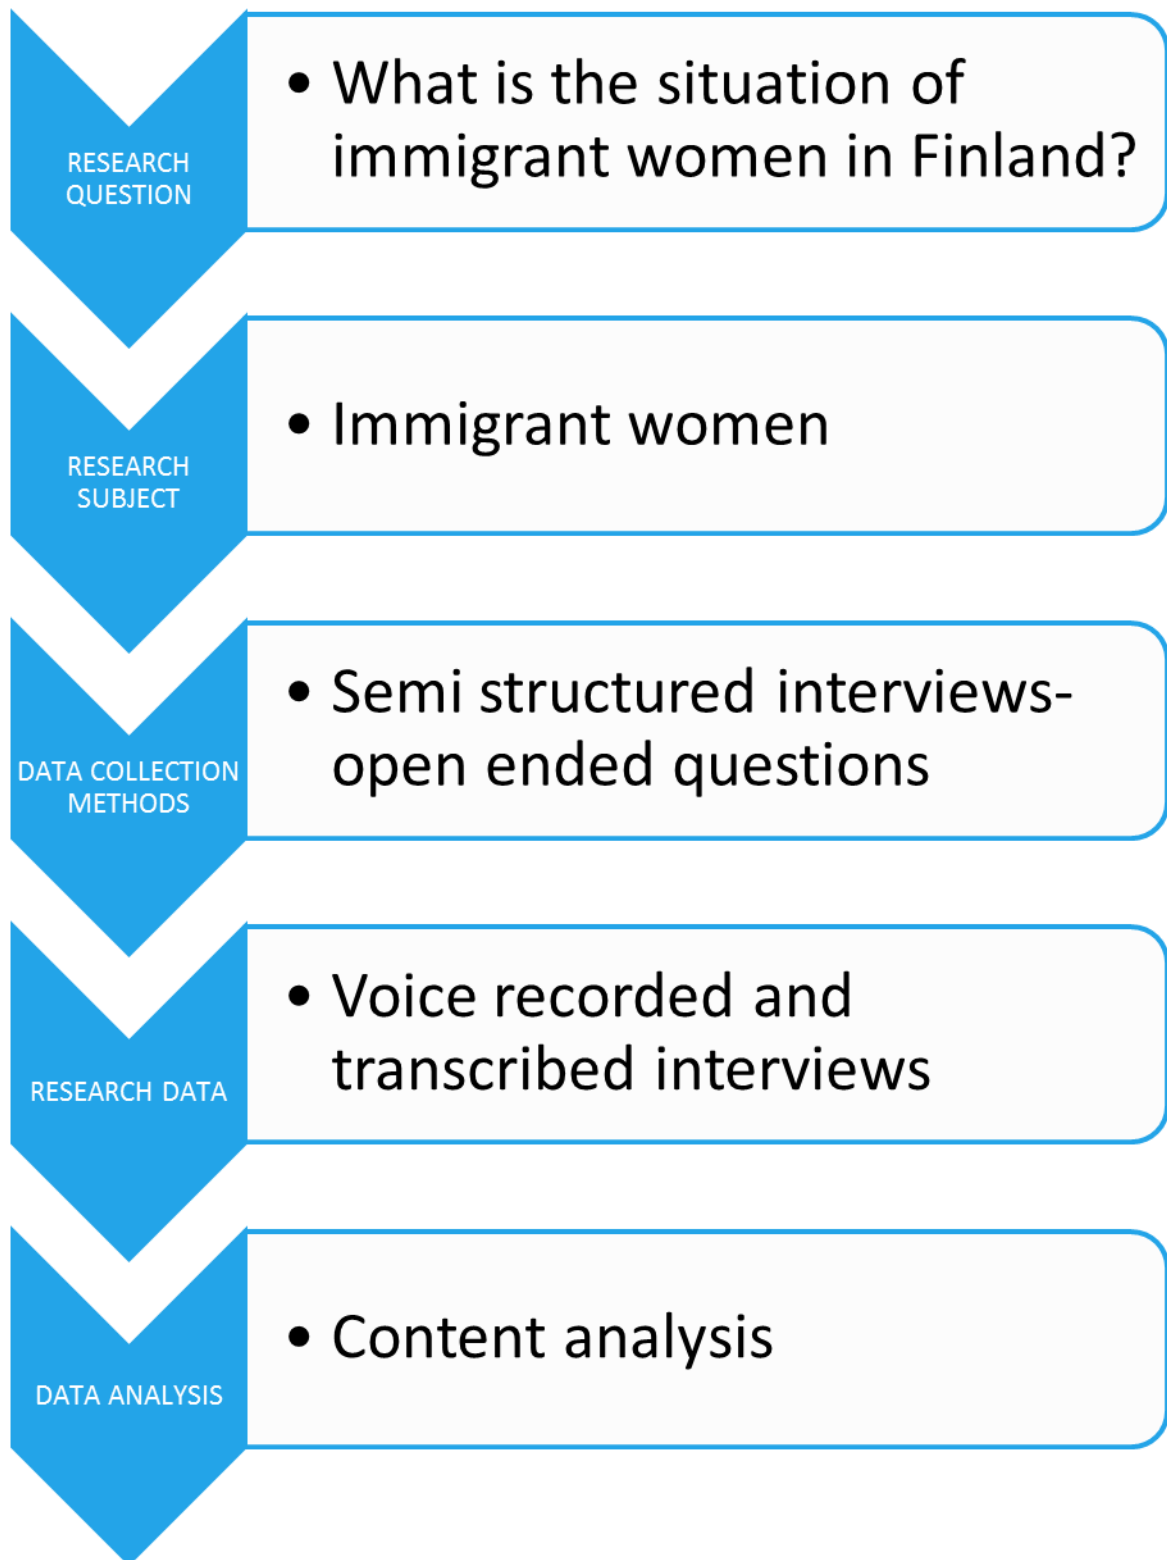 RESEARCH
QUESTION
• What is the situation of
immigrant women in Finland?
RESEARCH
SUBJECT
• Immigrant women
DATA COLLECTION
METHODS
• Semi structured interviews-
open ended questions
RESEARCH DATA
• Voice recorded and
transcribed interviews
DATA ANALYSIS
• Content analysis